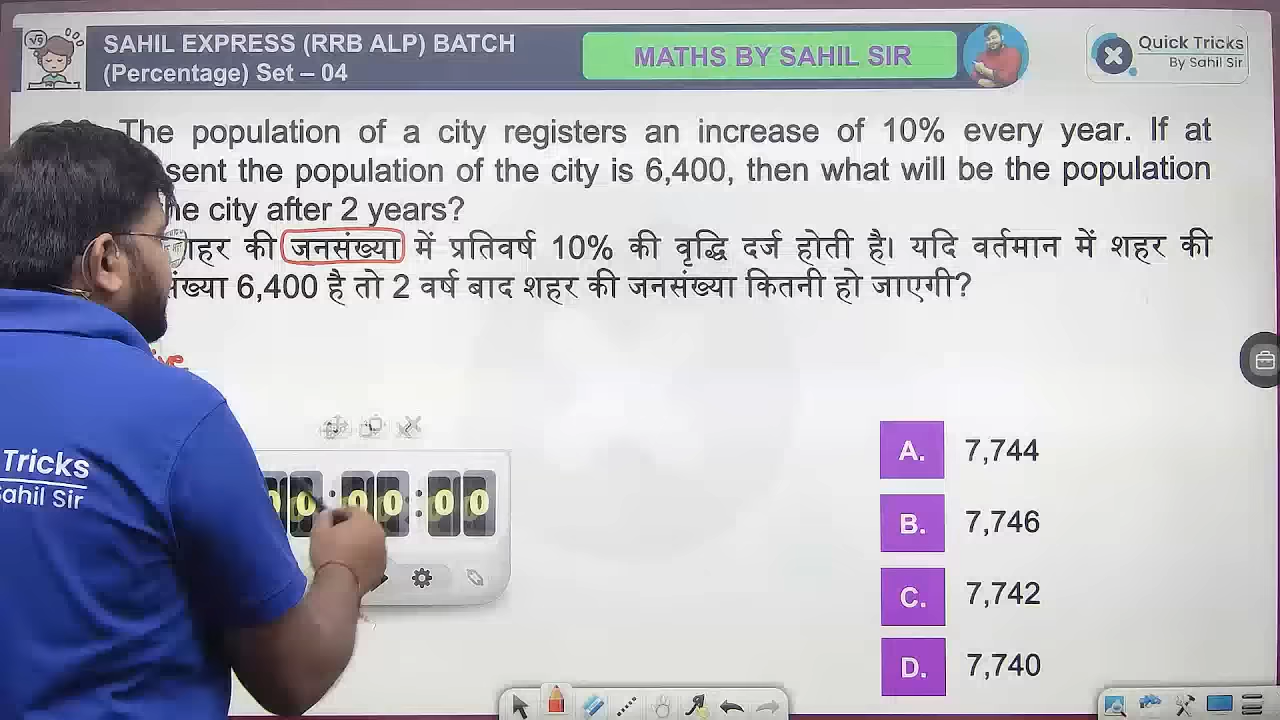 SAHIL EXPRESS (RRB ALP) BATCH
(Percentage) Set – 04
MATHS BY SAHIL SIR
Quick Tricks
By Sahil Sir
The population of a city registers an increase of 10% every year. If at
sent the population of the city is 6,400, then what will be the population
he city after 2 years?
हर की जनसंख्या में प्रतिवर्ष 10% की वृद्धि दर्ज होती है। यदि वर्तमान में शहर की
संख्या 6,400 है तो 2 वर्ष बाद शहर की जनसंख्या कितनी हो जाएगी?
Tricks
Sahil Sir
00:00:00
A. 7,744
B. 7,746
C. 7,742
D. 7,740